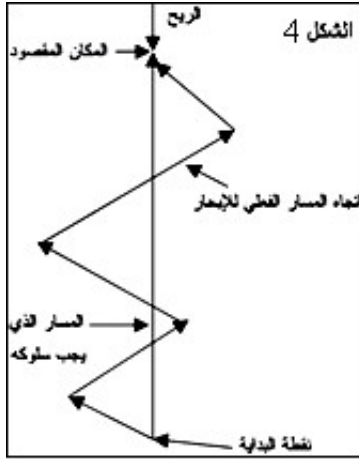 الريح
الشكل 4
المكان المقصود
اتجاه المسار الفعلي للإبحار
المسار الذي
يجب سلوكه
نقطة البداية